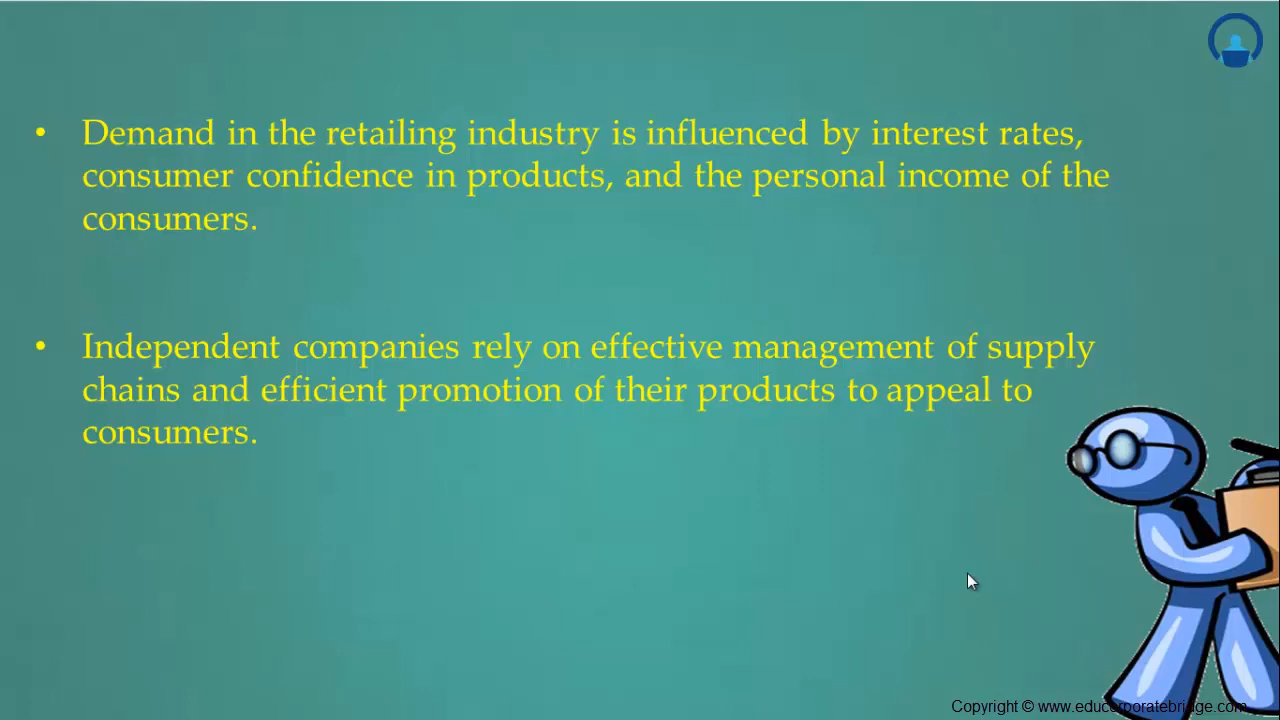 • Demand in the retailing industry is influenced by interest rates,
consumer confidence in products, and the personal income of the
consumers.
• Independent companies rely on effective management of supply
chains and efficient promotion of their products to appeal to
consumers.
Copyright © www.educorporatebridge.com